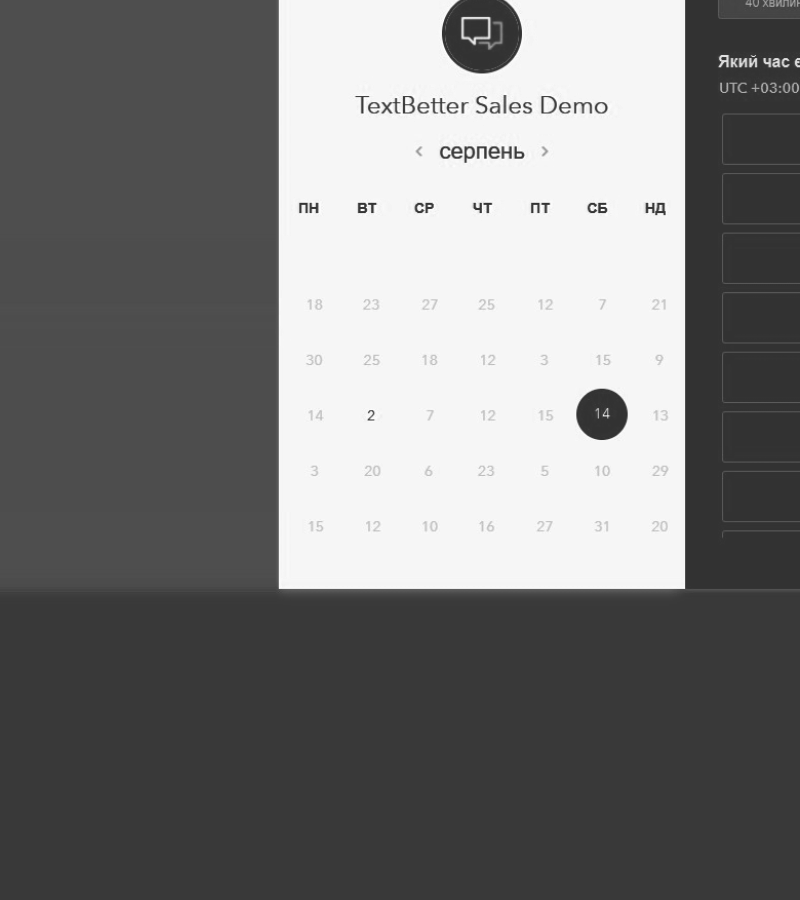 40 хвилин
TextBetter Sales Demo
Який час є
‹ серпень ›
UTC +03:00
ПН ВТ СР ЧТ ПТ СБ НД
18 23 27 25 12 7 21
30 25 18 12 3 15 9
14 2 7 12 15 14 13
3 20 6 23 5 10 29
15 12 10 16 27 31 20